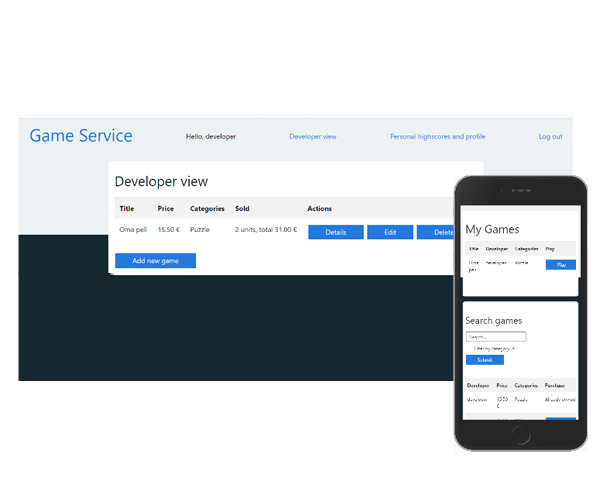 Game Service Hello, developer Developer view Personal highscores and profile Log out
Developer view
Title Price Categories Sold Actions
Oma peli 15.50 € Puzzle 2 units, total 31.00 € Details Edit Delete
Add new game
My Games
Title Developer Categories Play
Oma developer Puzzle Play
peli
Search games
Search...
Filter by category
Submit
Developer Price Categories Purchase
developer 15.50 Puzzle Already owned
€